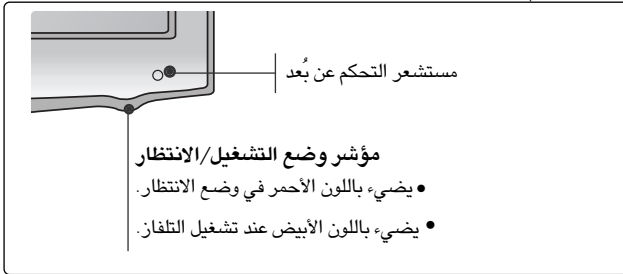 مستشعر التحكم عن بُعد
مؤشر وضع التشغيل/الانتظار
• يضيء باللون الأحمر في وضع الانتظار.
• يضيء باللون الأبيض عند تشغيل التلفاز.